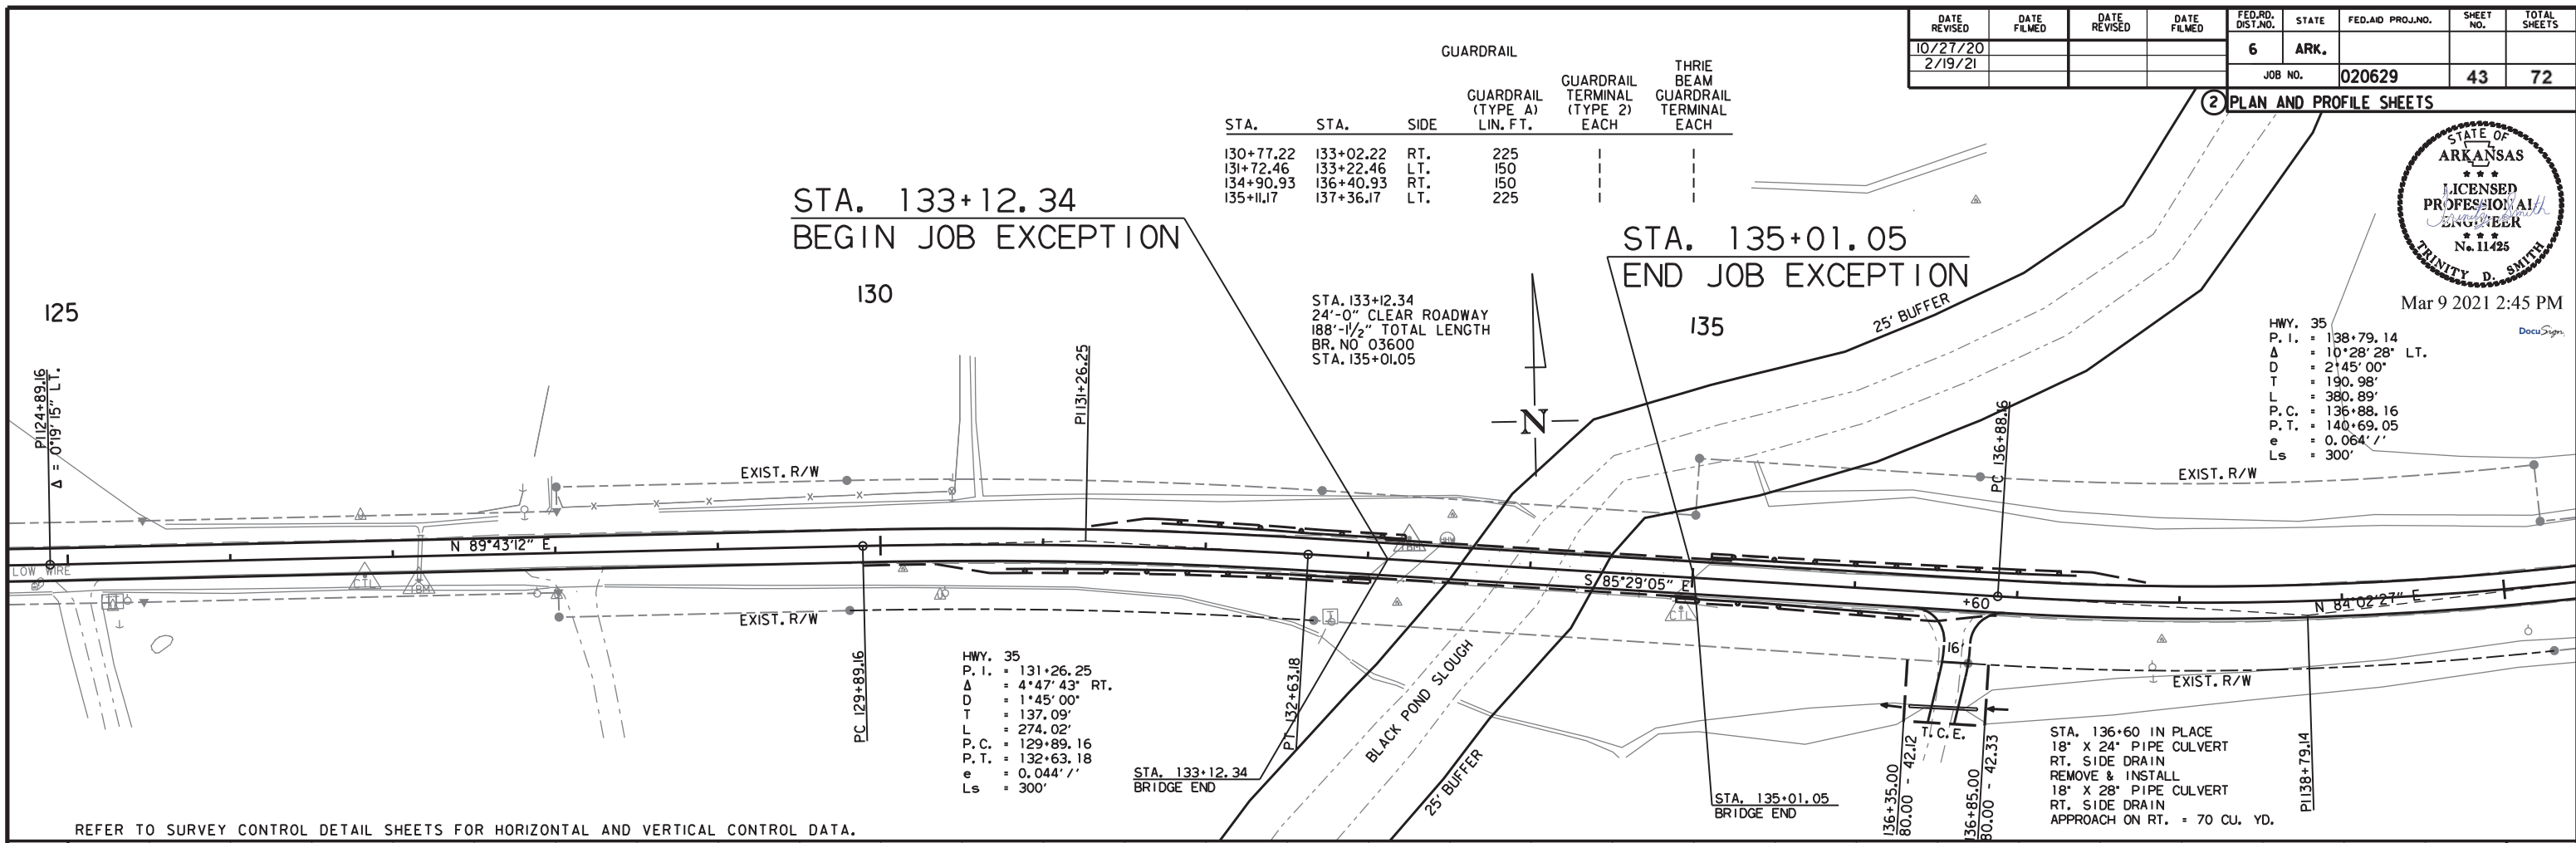 DATE REVISED DATE FILMED DATE REVISED DATE FILMED FED.RD. DIST.NO. STATE FED.AID PROJ.NO. SHEET NO. TOTAL SHEETS
10/27/20
2/19/21
6 ARK.
JOB NO. 020629 43 72
2 PLAN AND PROFILE SHEETS
STATE OF
ARKANSAS
LICENSED
PROFESSIONAL
ENGINEER
No. 11425
TRINITY D. SMITH
Mar 9 2021 2:45 PM
DocuSign
GUARDRAIL
STA. STA. SIDE GUARDRAIL (TYPE A) LIN. FT. GUARDRAIL TERMINAL (TYPE 2) EACH THRIE BEAM GUARDRAIL TERMINAL EACH
130+77.22 133+02.22 RT. 225 1 1
131+72.46 133+22.46 LT. 150 1 1
134+90.93 136+40.93 RT. 150 1 1
135+11.17 137+36.17 LT. 225 1 1
STA. 133+12.34
BEGIN JOB EXCEPTION
STA. 135+01.05
END JOB EXCEPTION
125
130
135
STA. 133+12.34
24'-0" CLEAR ROADWAY
188'-1/2" TOTAL LENGTH
BR. NO 03600
STA. 135+01.05
N
25' BUFFER
HWY. 35
P.I. = 138+79.14
Δ = 10°28'28" LT.
D = 2°45'00"
T = 190.98'
L = 380.89'
P.C. = 136+88.16
P.T. = 140+69.05
e = 0.064'/'
Ls = 300'
PI 124+89.16
Δ = 0°19'15" LT.
PI 131+26.25
PC 136+88.16
EXIST. R/W
EXIST. R/W
N 89°43'12" E
LOW WIRE
CTL
TBM
TBM
S 85°29'05" E
CTL
+60
N 84°02'27" E
EXIST. R/W
16'
EXIST. R/W
PC 129+89.16
HWY. 35
P.I. = 131+26.25
Δ = 4°47'43" RT.
D = 1°45'00"
T = 137.09'
L = 274.02'
P.C. = 129+89.16
P.T. = 132+63.18
e = 0.044'/'
Ls = 300'
PT 132+63.18
STA. 133+12.34
BRIDGE END
BLACK POND SLOUGH
25' BUFFER
STA. 135+01.05
BRIDGE END
T.C.E.
136+35.00
80.00 - 42.12
136+85.00
80.00 - 42.33
STA. 136+60 IN PLACE
18" X 24" PIPE CULVERT
RT. SIDE DRAIN
REMOVE & INSTALL
18" X 28" PIPE CULVERT
RT. SIDE DRAIN
APPROACH ON RT. = 70 CU. YD.
PI 138+79.14
REFER TO SURVEY CONTROL DETAIL SHEETS FOR HORIZONTAL AND VERTICAL CONTROL DATA.